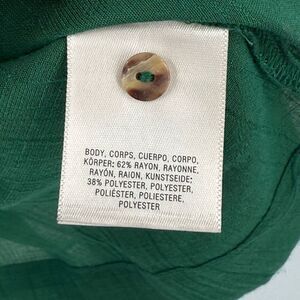 BODY, CORPS, CUERPO, CORPO,
KÖRPER: 62% RAYON, RAYONNE,
RAYÓN, RAION, KUNSTSEIDE:
38% POLYESTER, POLYESTER,
POLIÉSTER, POLIESTERE,
POLYESTER